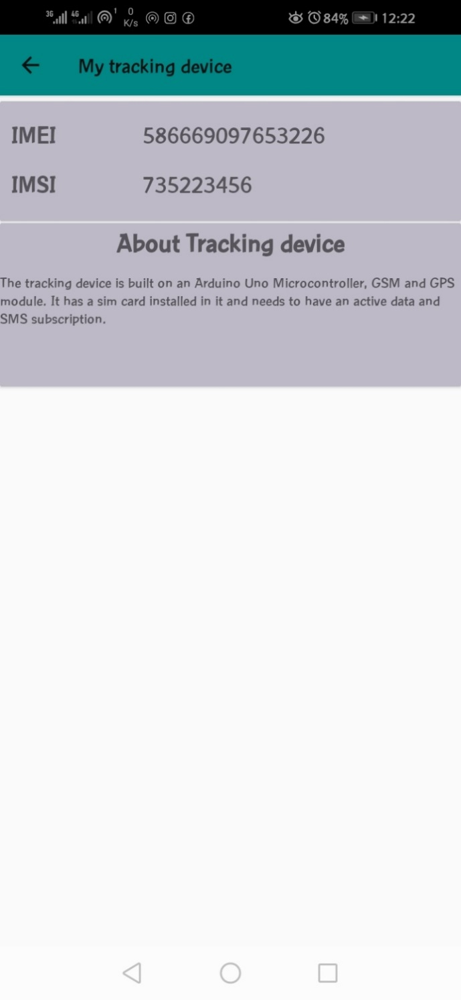 3G 4G 1 0 K/s 84% 12:22
My tracking device
IMEI 586669097653226
IMSI 735223456
About Tracking device
The tracking device is built on an Arduino Uno Microcontroller, GSM and GPS
module. It has a sim card installed in it and needs to have an active data and
SMS subscription.